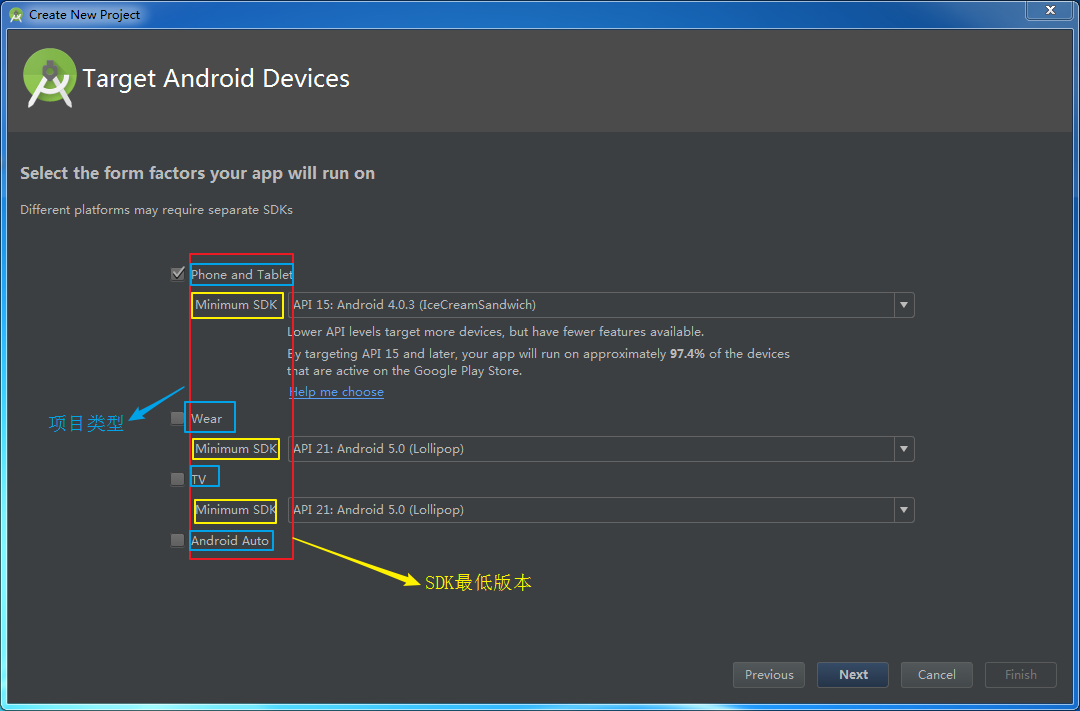 Create New Project
Target Android Devices
Select the form factors your app will run on
Different platforms may require separate SDKs
Phone and Tablet
Minimum SDK API 15: Android 4.0.3 (IceCreamSandwich)
Lower API levels target more devices, but have fewer features available.
By targeting API 15 and later, your app will run on approximately 97.4% of the devices
that are active on the Google Play Store.
Help me choose
项目类型
Wear
Minimum SDK API 21: Android 5.0 (Lollipop)
TV
Minimum SDK API 21: Android 5.0 (Lollipop)
Android Auto
SDK最低版本
Previous Next Cancel Finish